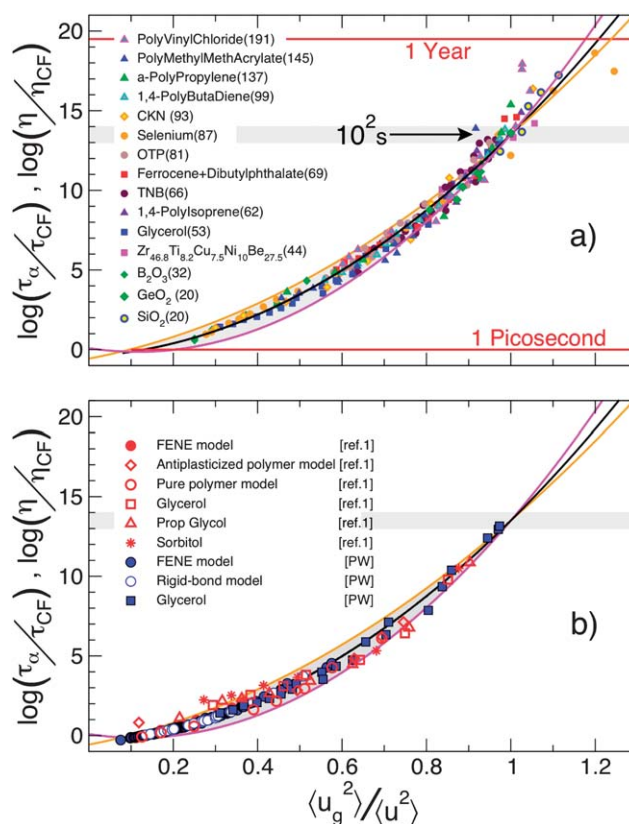 20
15
10
5
0
log(τα/τCF) , log(η/ηCF)
1 Year
PolyVinylChloride(191)
PolyMethylMethAcrylate(145)
a-PolyPropylene(137)
1,4-PolyButaDiene(99)
CKN (93)
Selenium(87)
OTP(81)
Ferrocene+Dibutylphthalate(69)
TNB(66)
1,4-PolyIsoprene(62)
Glycerol(53)
Zr46.8Ti8.2Cu7.5Ni10Be27.5(44)
B2O3(32)
GeO2 (20)
SiO2(20)
10²s
a)
1 Picosecond
20
15
10
5
0
log(τα/τCF) , log(η/ηCF)
FENE model [ref.1]
Antiplasticized polymer model [ref.1]
Pure polymer model [ref.1]
Glycerol [ref.1]
Prop Glycol [ref.1]
Sorbitol [ref.1]
FENE model [PW]
Rigid-bond model [PW]
Glycerol [PW]
b)
0.2 0.4 0.6 0.8 1 1.2
⟨ug²⟩/⟨u²⟩